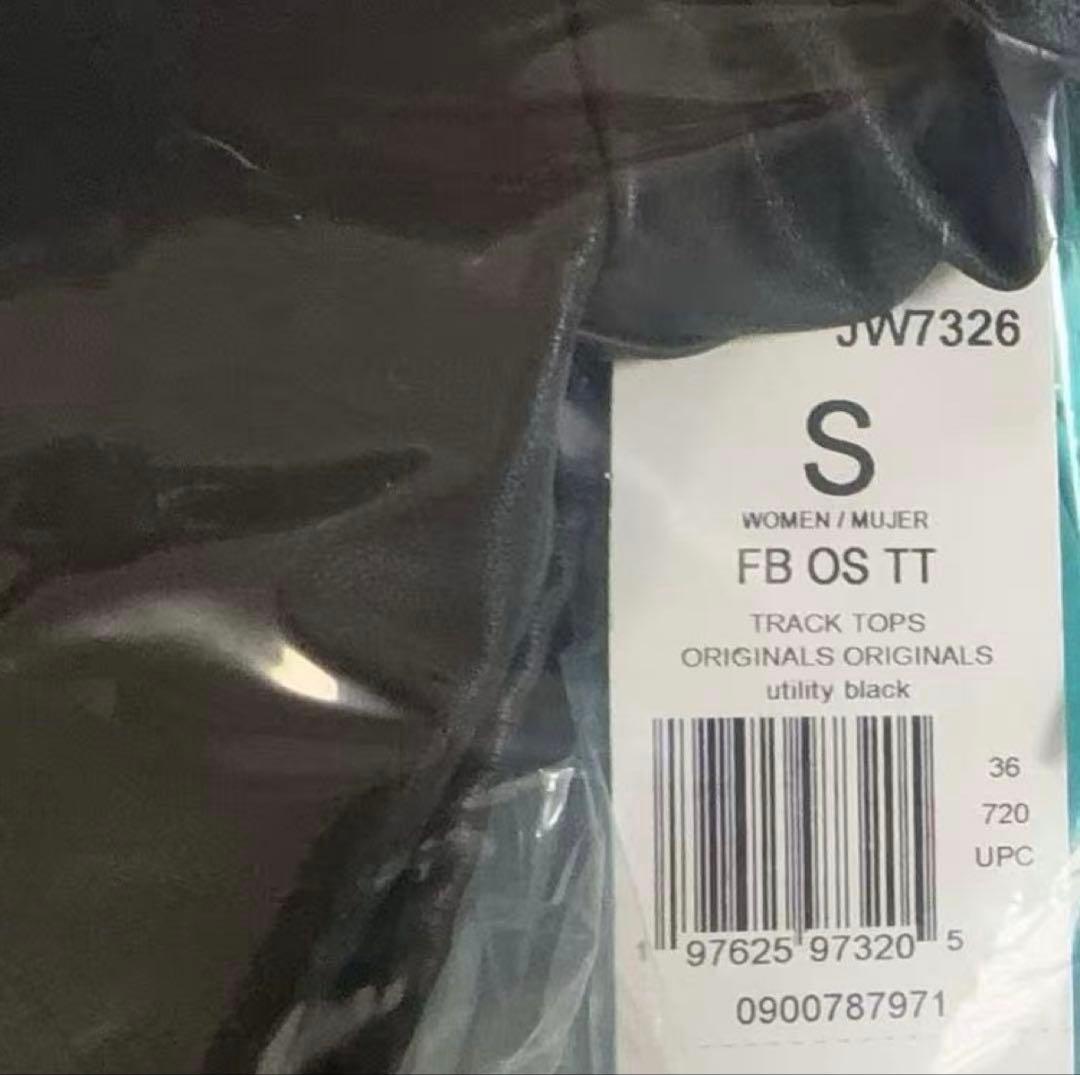 JW7326
S
WOMEN / MUJER
FB OS TT
TRACK TOPS
ORIGINALS ORIGINALS
utility black
36
720
UPC
1 97625 97320 5
0900787971